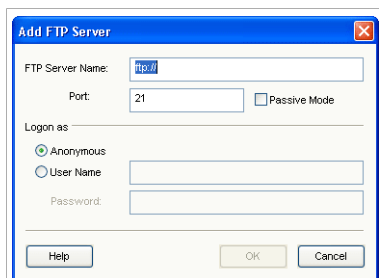 Add FTP Server
FTP Server Name: ftp://
Port: 21 Passive Mode
Logon as
Anonymous
User Name
Password:
Help OK Cancel